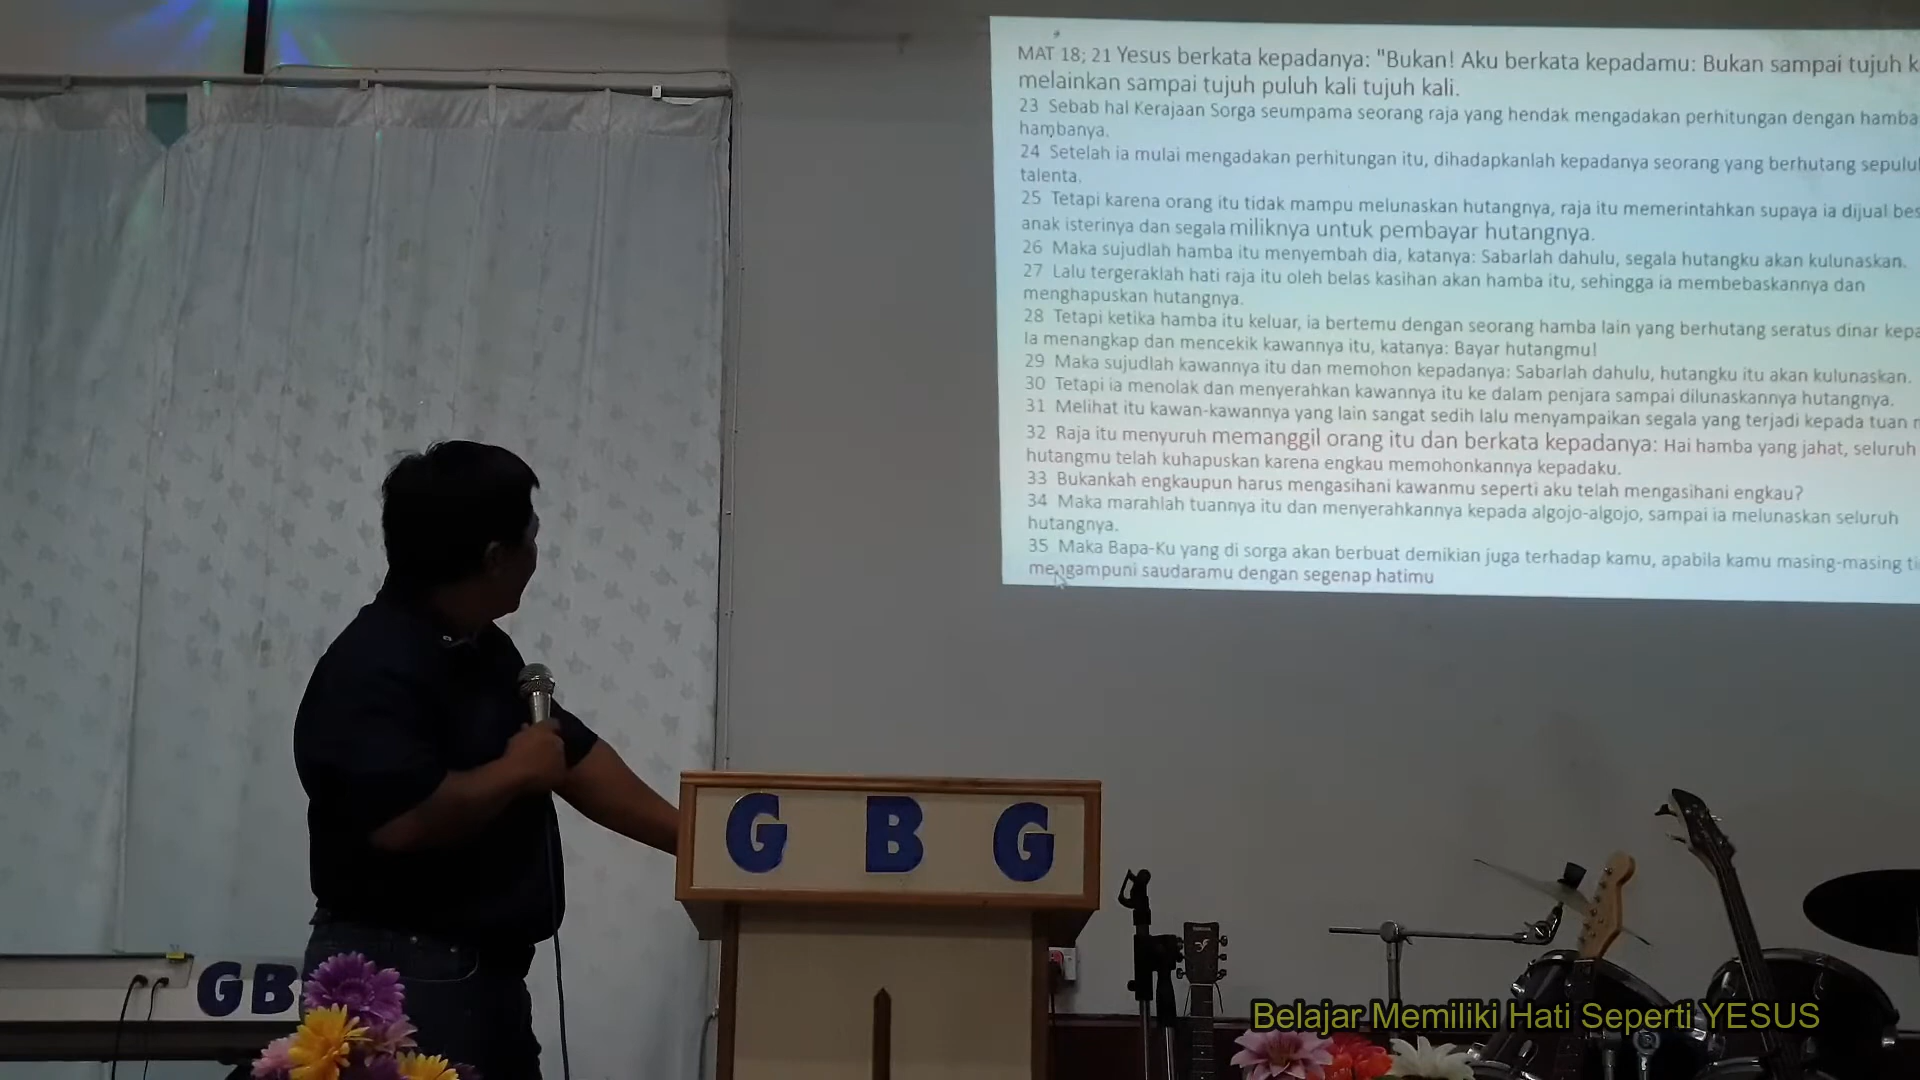 MAT 18; 21 Yesus berkata kepadanya: "Bukan! Aku berkata kepadamu: Bukan sampai tujuh
melainkan sampai tujuh puluh kali tujuh kali.
23 Sebab hal Kerajaan Sorga seumpama seorang raja yang hendak mengadakan perhitungan dengan hamba
hambanya.
24 Setelah ia mulai mengadakan perhitungan itu, dihadapkanlah kepadanya seorang yang berhutang sepuluh
talenta.
25 Tetapi karena orang itu tidak mampu melunaskan hutangnya, raja itu memerintahkan supaya ia dijual
anak isterinya dan segala miliknya untuk pembayar hutangnya.
26 Maka sujudlah hamba itu menyembah dia, katanya: Sabarlah dahulu, segala hutangku akan kulunaskan.
27 Lalu tergeraklah hati raja itu oleh belas kasihan akan hamba itu, sehingga ia membebaskannya dan
menghapuskan hutangnya.
28 Tetapi ketika hamba itu keluar, ia bertemu dengan seorang hamba lain yang berhutang seratus dinar
Ia menangkap dan mencekik kawannya itu, katanya: Bayar hutangmu!
29 Maka sujudlah kawannya itu dan memohon kepadanya: Sabarlah dahulu, hutangku itu akan kulunaskan.
30 Tetapi ia menolak dan menyerahkan kawannya itu ke dalam penjara sampai dilunaskannya hutangnya.
31 Melihat itu kawan-kawannya yang lain sangat sedih lalu menyampaikan segala yang terjadi kepada tuan
32 Raja itu menyuruh memanggil orang itu dan berkata kepadanya: Hai hamba yang jahat, seluruh
hutangmu telah kuhapuskan karena engkau memohonkannya kepadaku.
33 Bukankah engkaupun harus mengasihani kawanmu seperti aku telah mengasihani engkau?
34 Maka marahlah tuannya itu dan menyerahkannya kepada algojo-algojo, sampai ia melunaskan seluruh
hutangnya.
35 Maka Bapa-Ku yang di sorga akan berbuat demikian juga terhadap kamu, apabila kamu masing-masing
mengampuni saudaramu dengan segenap hatimu
G B G
GB
Belajar Memiliki Hati Seperti YESUS